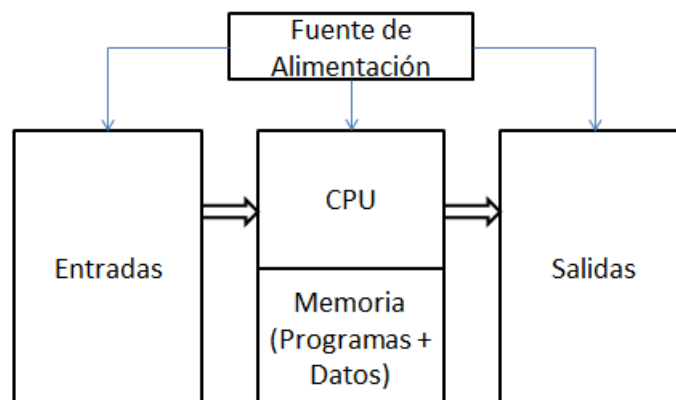 Fuente de
Alimentación
Entradas
CPU
Memoria
(Programas +
Datos)
Salidas